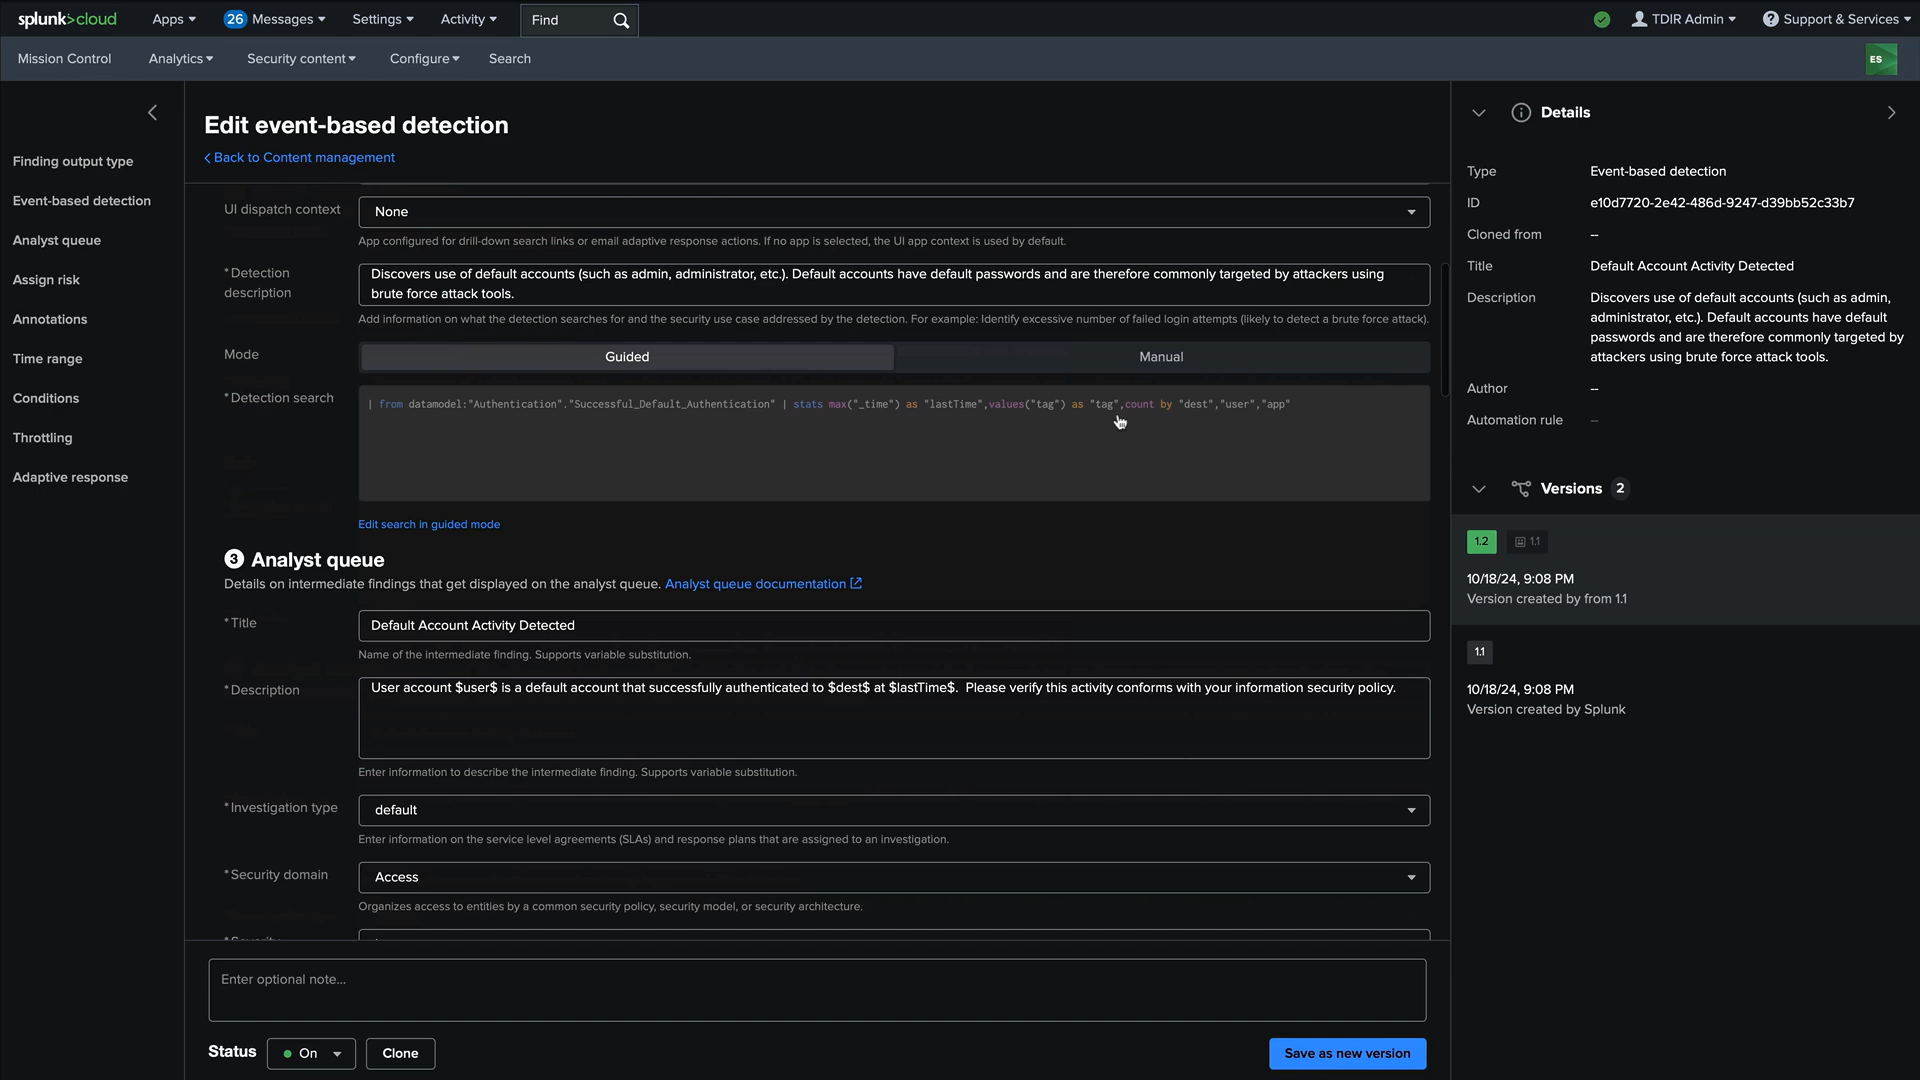 splunk>cloud
Apps
26 Messages
Settings
Activity
Find
TDIR Admin
Support & Services
Mission Control
Analytics
Security content
Configure
Search
ES
Finding output type
Event-based detection
Analyst queue
Assign risk
Annotations
Time range
Conditions
Throttling
Adaptive response
Edit event-based detection
Back to Content management
UI dispatch context
None
App configured for drill-down search links or email adaptive response actions. If no app is selected, the UI app context is used by default.
*Detection
description
Discovers use of default accounts (such as admin, administrator, etc.). Default accounts have default passwords and are therefore commonly targeted by attackers using
brute force attack tools.
Add information on what the detection searches for and the security use case addressed by the detection. For example: Identify excessive number of failed login attempts (likely to detect a brute force attack).
Mode
Guided
Manual
*Detection search
| from datamodel:"Authentication"."Successful_Default_Authentication" | stats max("_time") as "lastTime",values("tag") as "tag",count by "dest","user","app"
Edit search in guided mode
3 Analyst queue
Details on intermediate findings that get displayed on the analyst queue. Analyst queue documentation
*Title
Default Account Activity Detected
Name of the intermediate finding. Supports variable substitution.
*Description
User account $user$ is a default account that successfully authenticated to $dest$ at $lastTime$.  Please verify this activity conforms with your information security policy.
Enter information to describe the intermediate finding. Supports variable substitution.
*Investigation type
default
Enter information on the service level agreements (SLAs) and response plans that are assigned to an investigation.
*Security domain
Access
Organizes access to entities by a common security policy, security model, or security architecture.
Enter optional note...
Status
On
Clone
Save as new version
Details
Type
Event-based detection
ID
e10d7720-2e42-486d-9247-d39bb52c33b7
Cloned from
--
Title
Default Account Activity Detected
Description
Discovers use of default accounts (such as admin,
administrator, etc.). Default accounts have default
passwords and are therefore commonly targeted by
attackers using brute force attack tools.
Author
--
Automation rule
–
Versions 2
1.2
1.1
10/18/24, 9:08 PM
Version created by from 1.1
1.1
10/18/24, 9:08 PM
Version created by Splunk